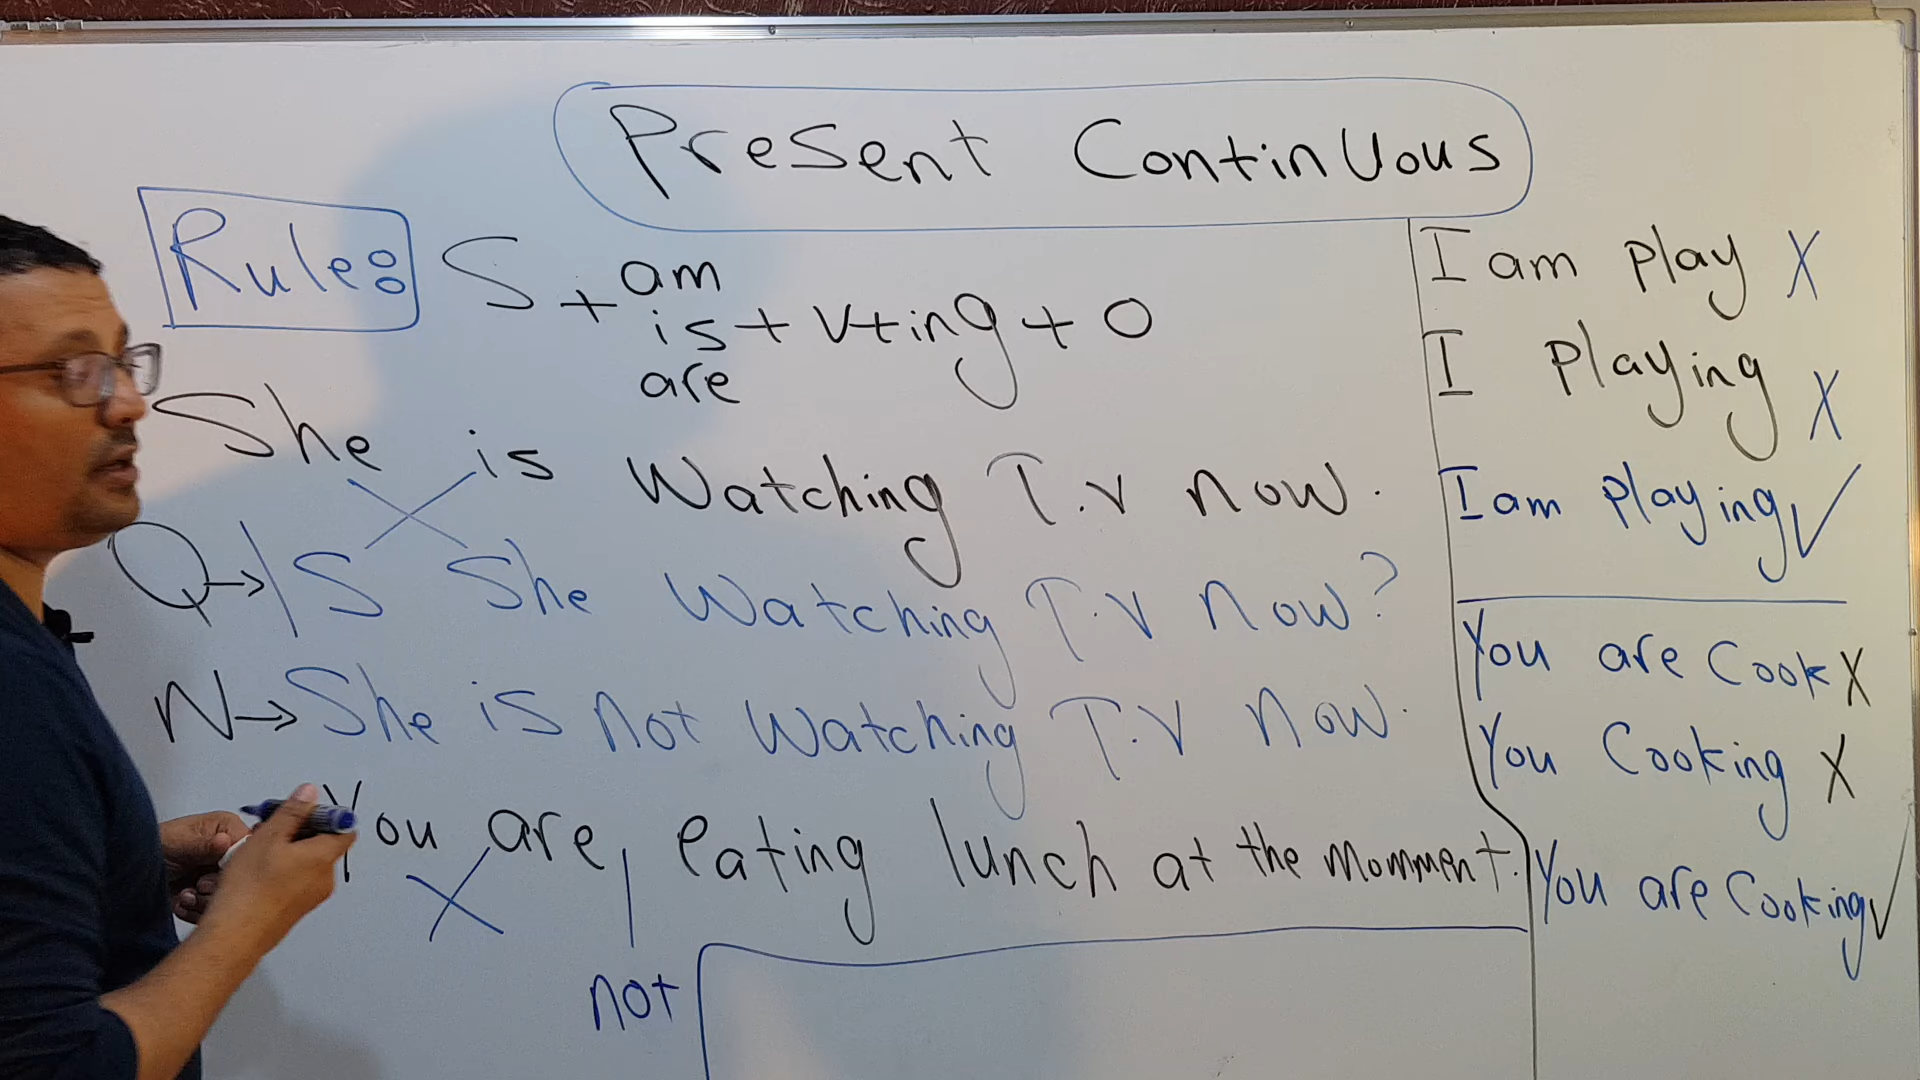 Present Continuous
Rule: S + am
is + v+ing + O
are
She is Watching T.V now.
Q→ Is She Watching T.V now?
N→ She is not Watching T.V now.
You are, eating lunch at the Momment.
not
I am play X
I Playing X
I am playing ✓
You are Cook X
You Cooking X
You are Cooking ✓